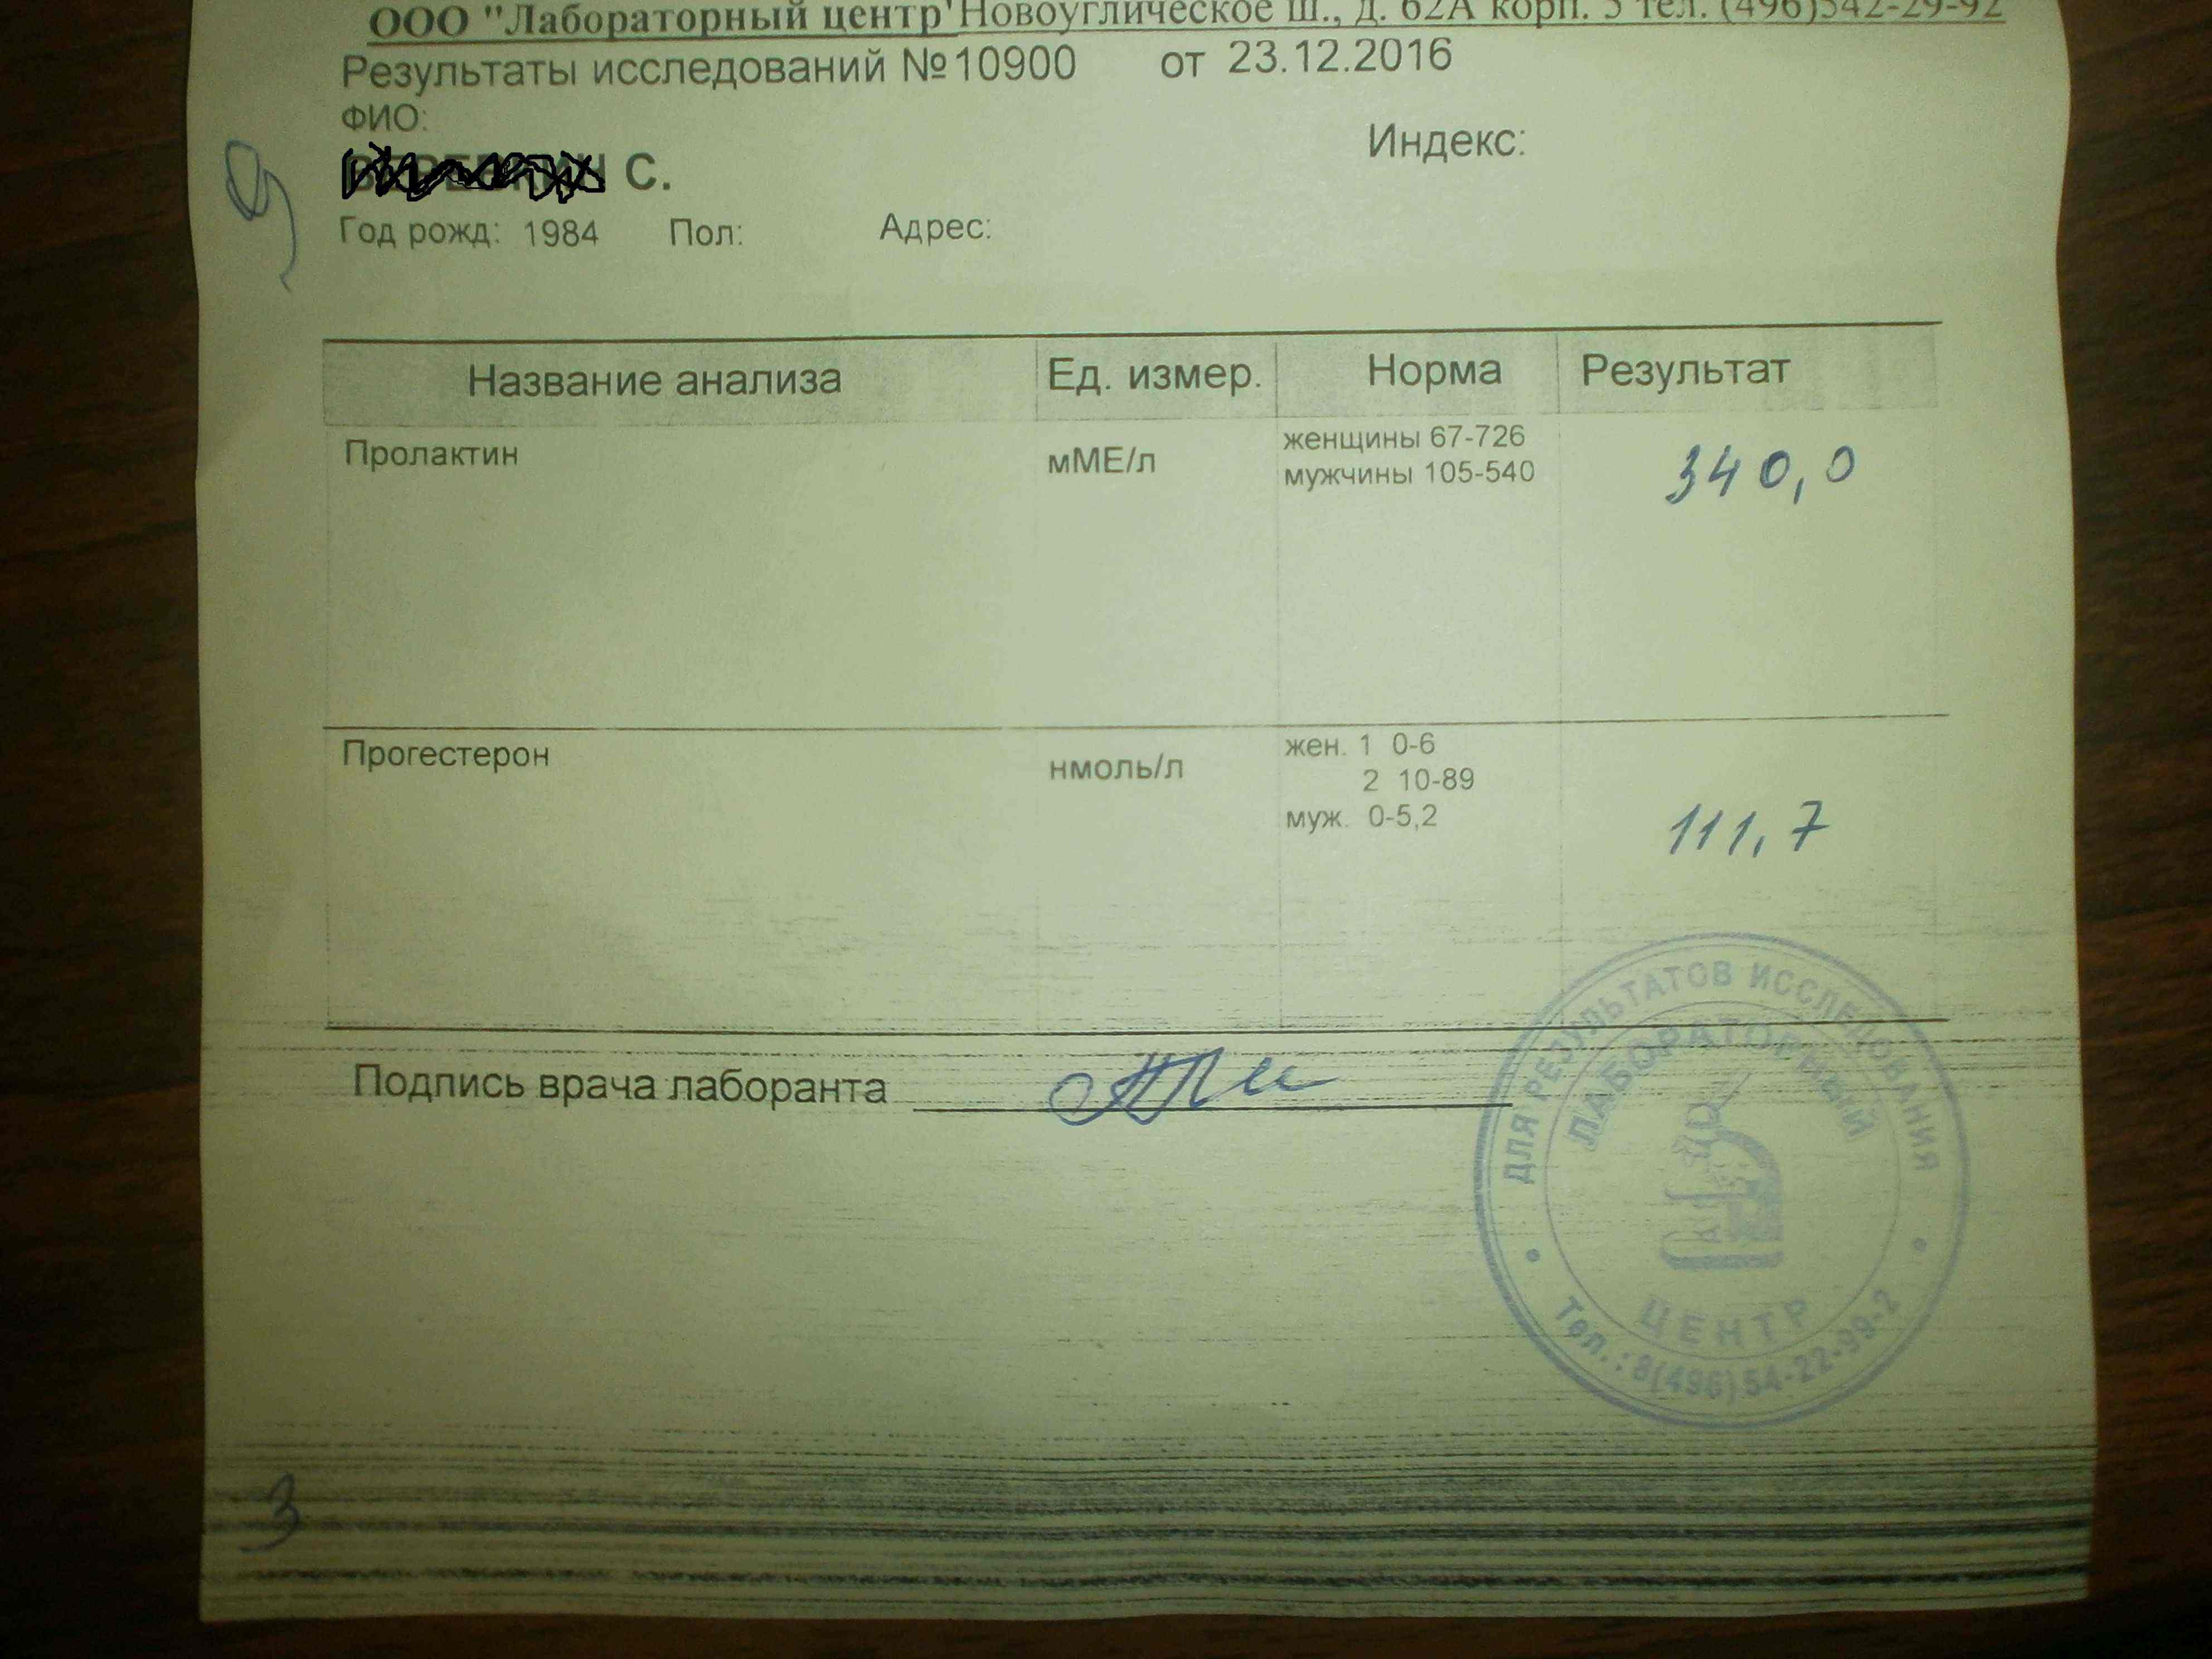 ООО "Лабораторный центр" Новоуглическое ш., д. 62А корп. 5 тел. (496)542-29-92
Результаты исследований №10900 от 23.12.2016
ФИО:
Индекс:
С.
Год рожд: 1984 Пол: Адрес:
Название анализа Ед. измер. Норма Результат
Пролактин мМЕ/л женщины 67-726 340,0
мужчины 105-540
Прогестерон нмоль/л жен. 1 0-6
2 10-89
муж. 0-5,2 111,7
Подпись врача лаборанта
ДЛЯ РЕЗУЛЬТАТОВ ИССЛЕДОВАНИЯ
ЛАБОРАТОРНЫЙ
ЦЕНТР
Тел.: 8(496)54-22-99-2
3